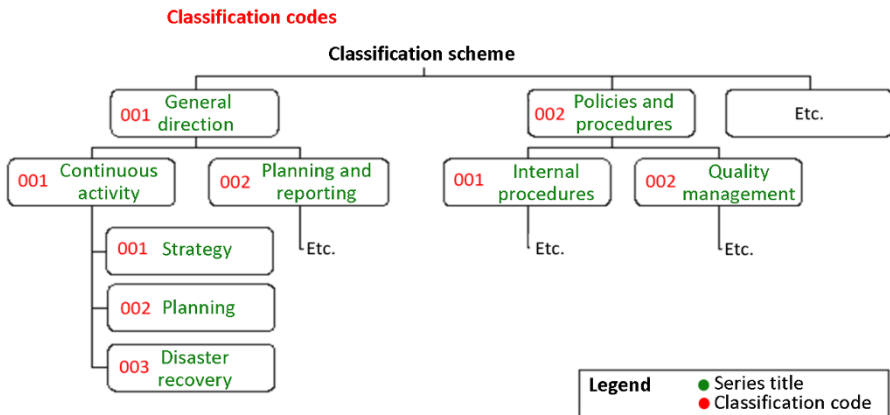 Classification codes
Classification scheme
001 General
direction
002 Policies and
procedures
Etc.
001 Continuous
activity
002 Planning and
reporting
001 Internal
procedures
002 Quality
management
001 Strategy
Etc.
Etc.
Etc.
002 Planning
003 Disaster
recovery
Legend
Series title
Classification code